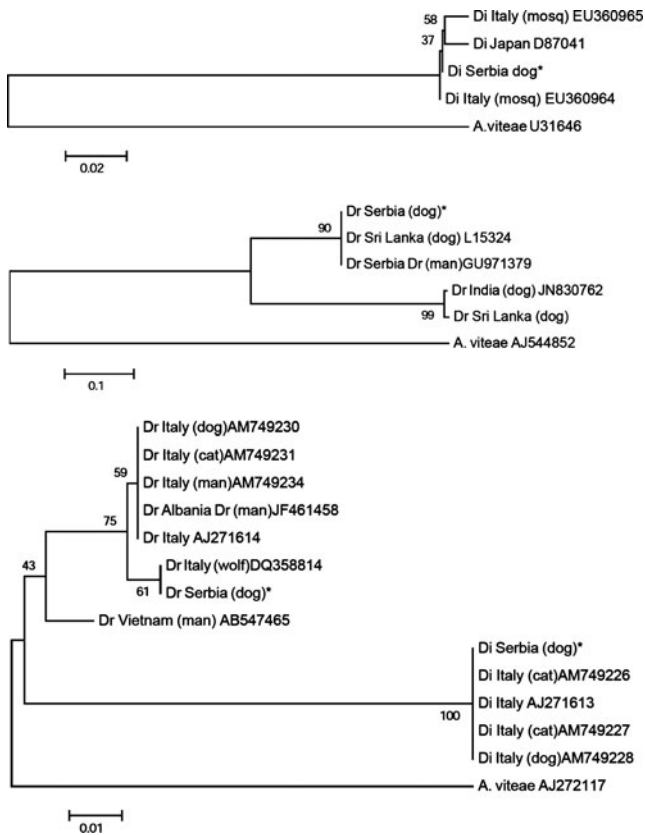 58
Di Italy (mosq) EU360965
37
Di Japan D87041
Di Serbia dog*
Di Italy (mosq) EU360964
A.viteae U31646
0.02
Dr Serbia (dog)*
90
Dr Sri Lanka (dog) L15324
Dr Serbia Dr (man)GU971379
Dr India (dog) JN830762
99
Dr Sri Lanka (dog)
A. viteae AJ544852
0.1
Dr Italy (dog)AM749230
Dr Italy (cat)AM749231
59
Dr Italy (man)AM749234
Dr Albania Dr (man)JF461458
75
Dr Italy AJ271614
43
Dr Italy (wolf)DQ358814
61
Dr Serbia (dog)*
Dr Vietnam (man) AB547465
Di Serbia (dog)*
Di Italy (cat)AM749226
Di Italy AJ271613
100
Di Italy (cat)AM749227
Di Italy (dog)AM749228
A. viteae AJ272117
0.01